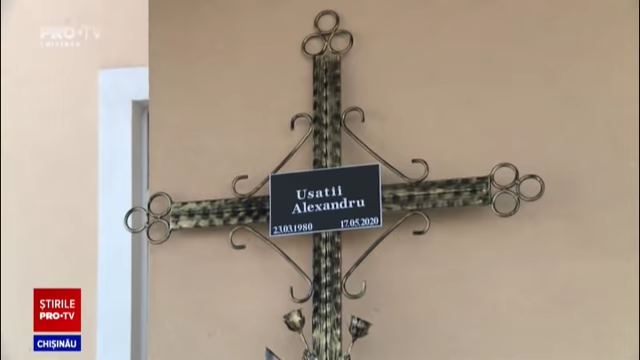 PRO TV
CHIȘINĂU
Usatii
Alexandru
23.03.1980 17.05.2020
ȘTIRILE
PRO TV
CHIȘINĂU